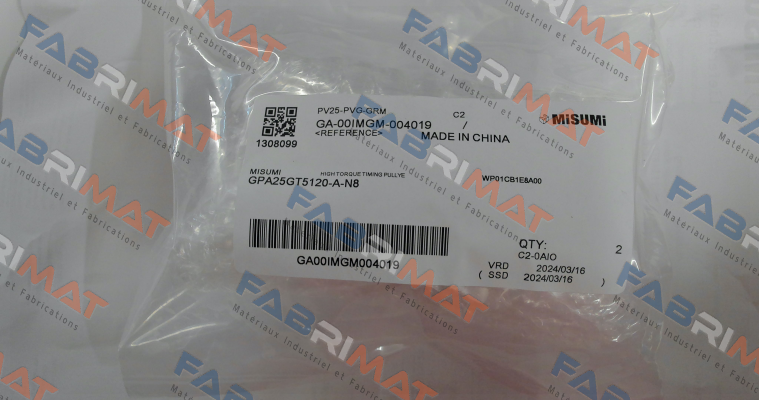 PV25-PVG-GRM C2
GA-00IMGM-004019 /
<REFERENCE> MADE IN CHINA
MISUMI
1308099
MISUMI HIGH TORQUE TIMING PULLYE WP01CB1E8A00
GPA25GT5120-A-N8
GA00IMGM004019
QTY: 2
C2-0AIO
VRD 2024/03/16
( SSD 2024/03/16 )
FABRIMAT
Materiaux Industriel et Fabrications